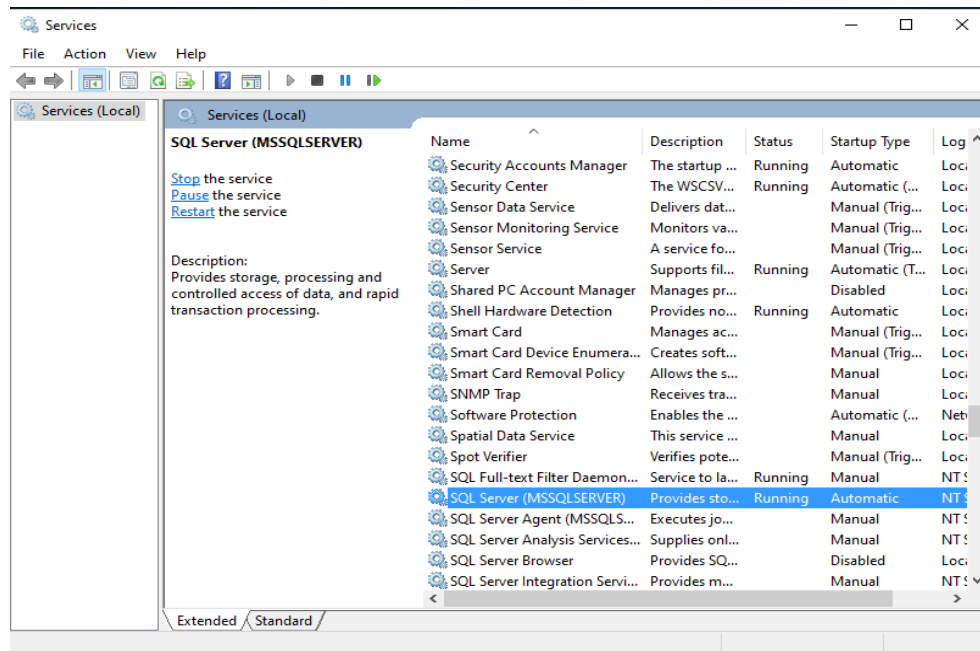 Services
File Action View Help
Services (Local)
Services (Local)
SQL Server (MSSQLSERVER)
Stop the service
Pause the service
Restart the service
Description:
Provides storage, processing and
controlled access of data, and rapid
transaction processing.
Name Description Status Startup Type Log
Security Accounts Manager The startup ... Running Automatic Loca
Security Center The WSCSV... Running Automatic (... Loca
Sensor Data Service Delivers dat... Manual (Trig... Loca
Sensor Monitoring Service Monitors va... Manual (Trig... Loca
Sensor Service A service fo... Manual (Trig... Loca
Server Supports fil... Running Automatic (T... Loca
Shared PC Account Manager Manages pr... Disabled Loca
Shell Hardware Detection Provides no... Running Automatic Loca
Smart Card Manages ac... Manual (Trig... Loca
Smart Card Device Enumera... Creates soft... Manual (Trig... Loca
Smart Card Removal Policy Allows the s... Manual Loca
SNMP Trap Receives tra... Manual Loca
Software Protection Enables the ... Automatic (... Net
Spatial Data Service This service ... Manual Loca
Spot Verifier Verifies pote... Manual (Trig... Loca
SQL Full-text Filter Daemon... Service to la... Running Manual NT S
SQL Server (MSSQLSERVER) Provides sto... Running Automatic NT S
SQL Server Agent (MSSQLS... Executes jo... Manual NT S
SQL Server Analysis Services... Supplies onl... Manual NT S
SQL Server Browser Provides SQ... Disabled Loca
SQL Server Integration Servi... Provides m... Manual NT S
Extended Standard